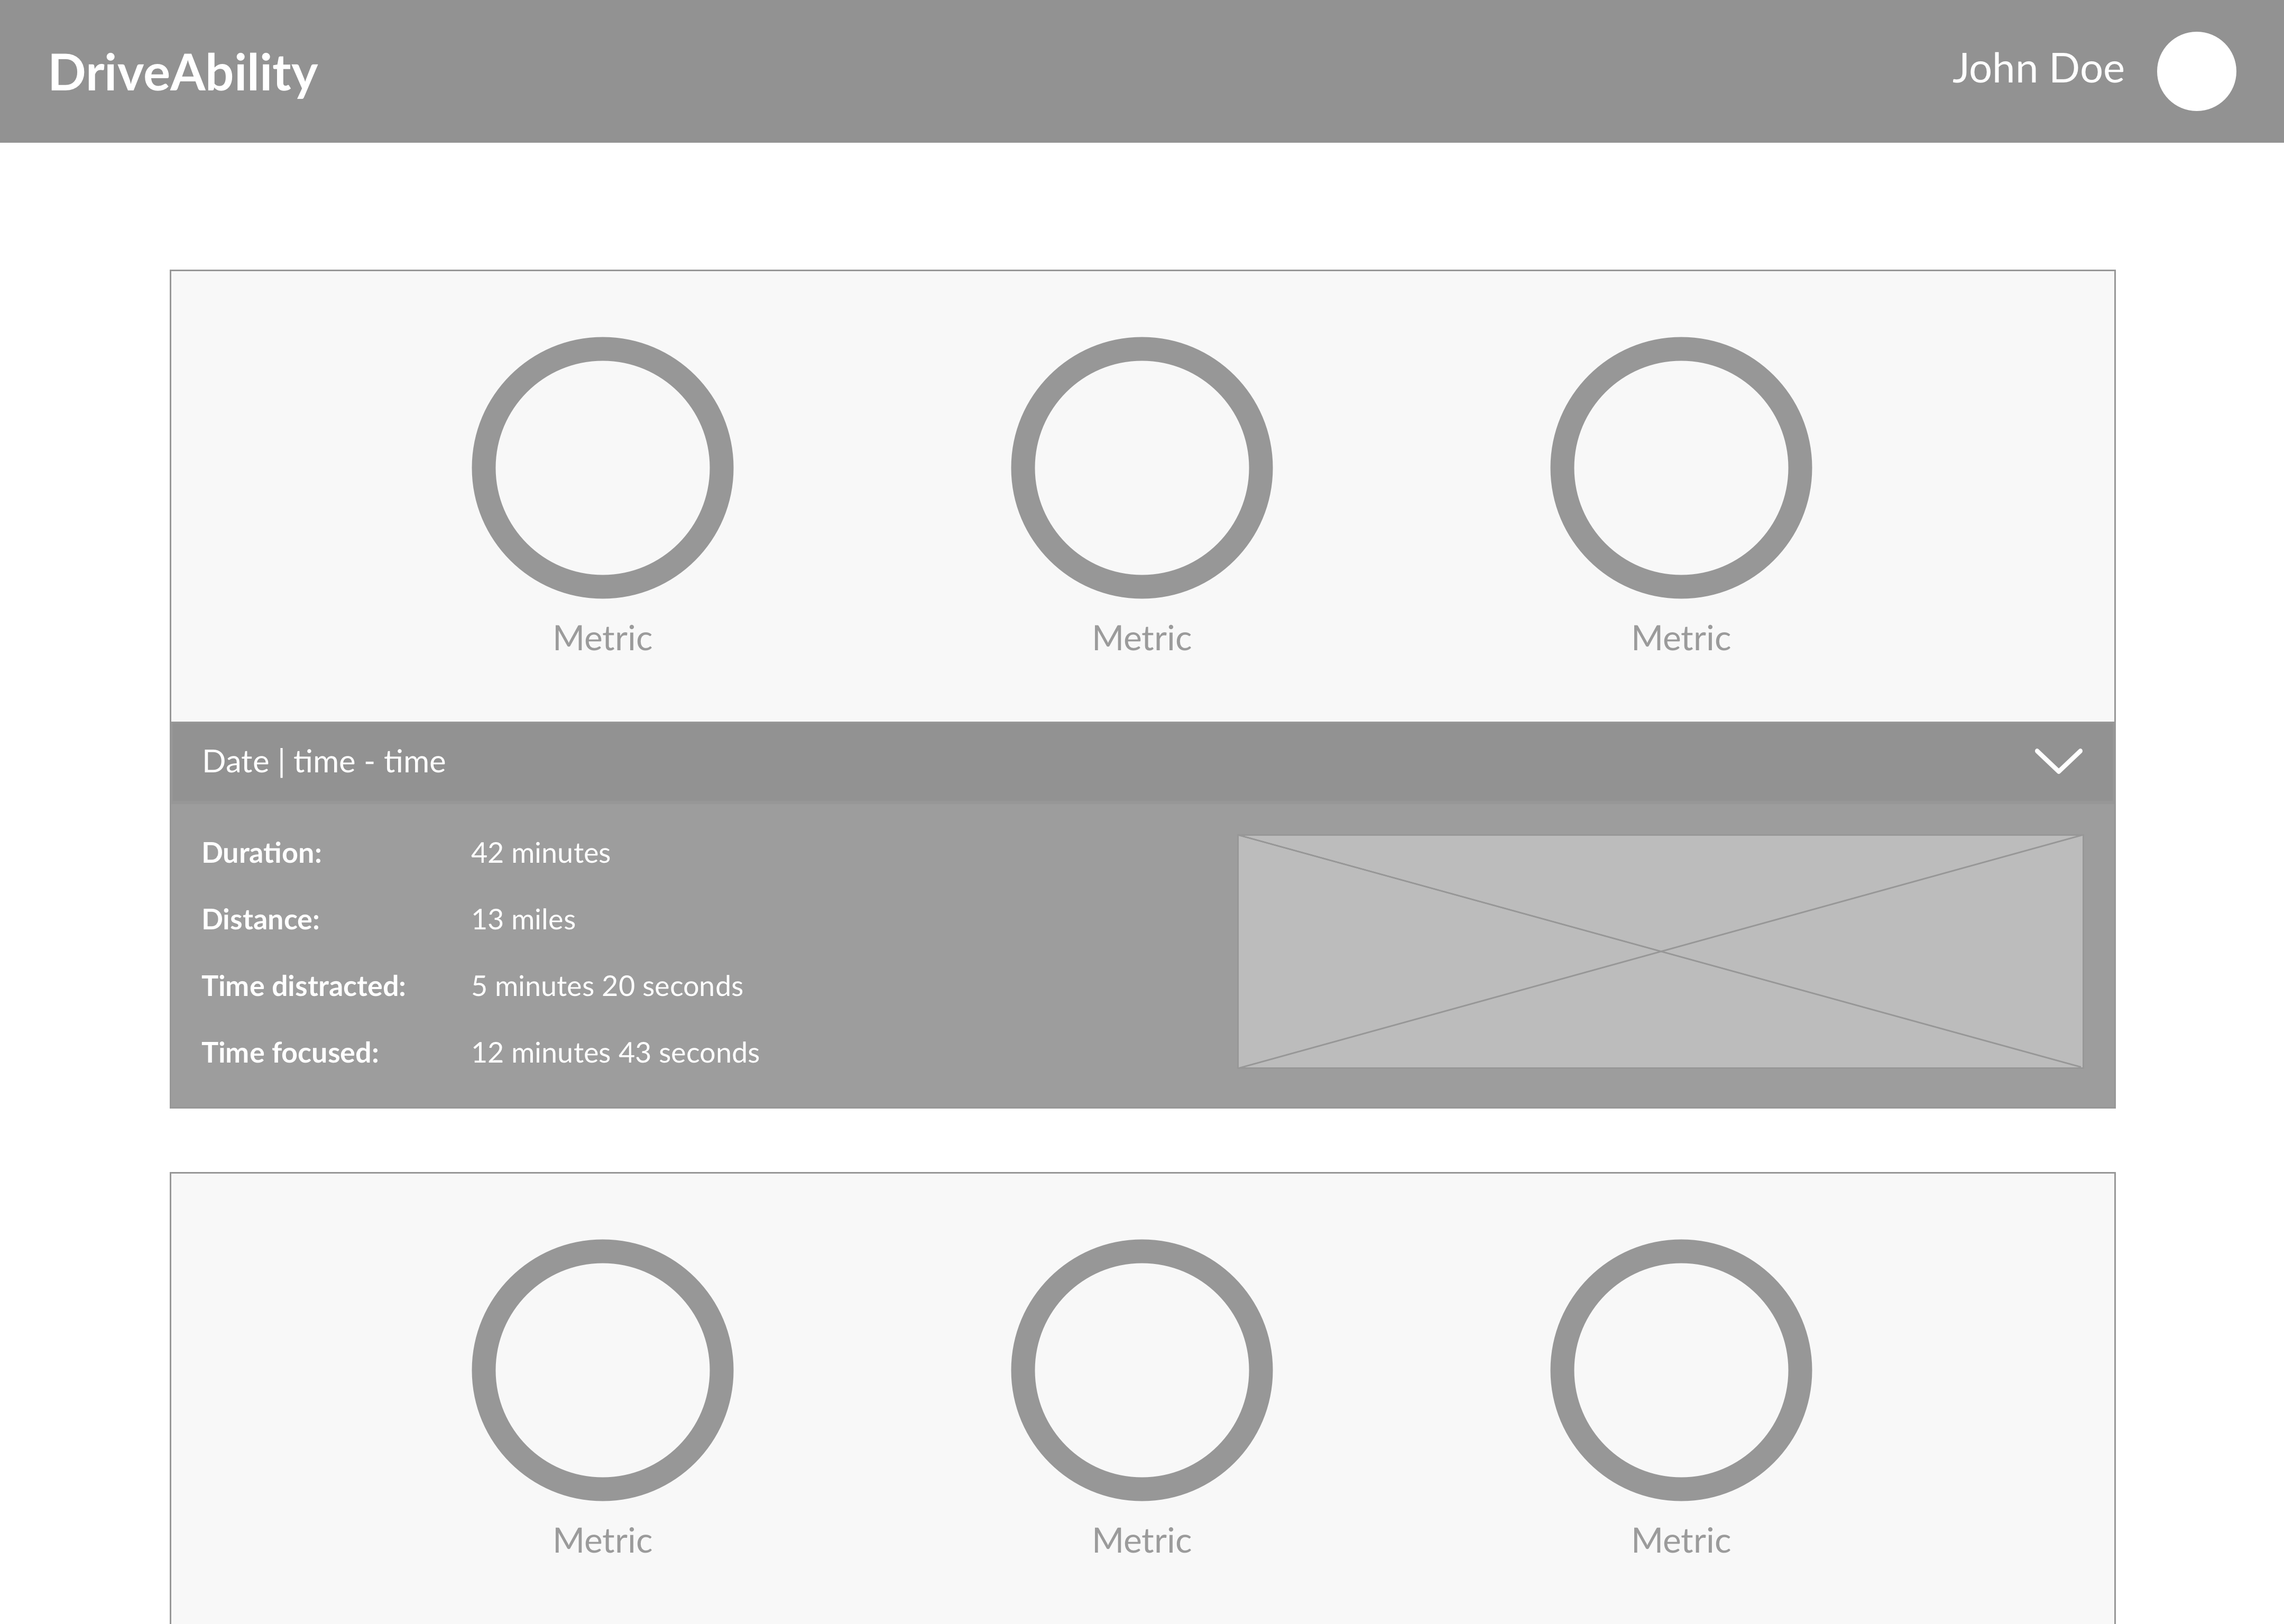 DriveAbility
John Doe
Metric
Metric
Metric
Date | time - time
Duration: 42 minutes
Distance: 13 miles
Time distracted: 5 minutes 20 seconds
Time focused: 12 minutes 43 seconds
Metric
Metric
Metric